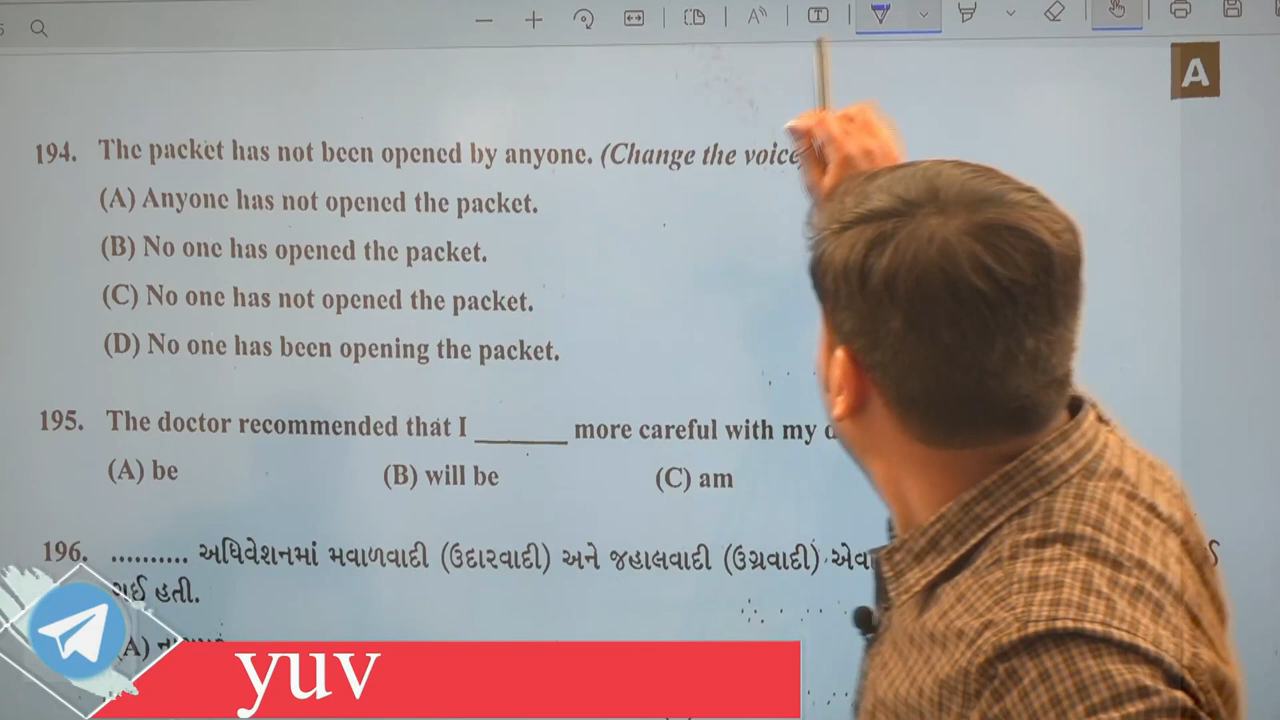 A
194. The packet has not been opened by anyone. (Change the voice
(A) Anyone has not opened the packet.
(B) No one has opened the packet.
(C) No one has not opened the packet.
(D) No one has been opening the packet.
195. The doctor recommended that I ______ more careful with my
(A) be (B) will be (C) am
196. .......... અધિવેશનમાં મવાળવાદી (ઉદારવાદી) અને જહાલવાદી (ઉગ્રવાદી) એવા
ગઈ હતી.
(A)
yuv